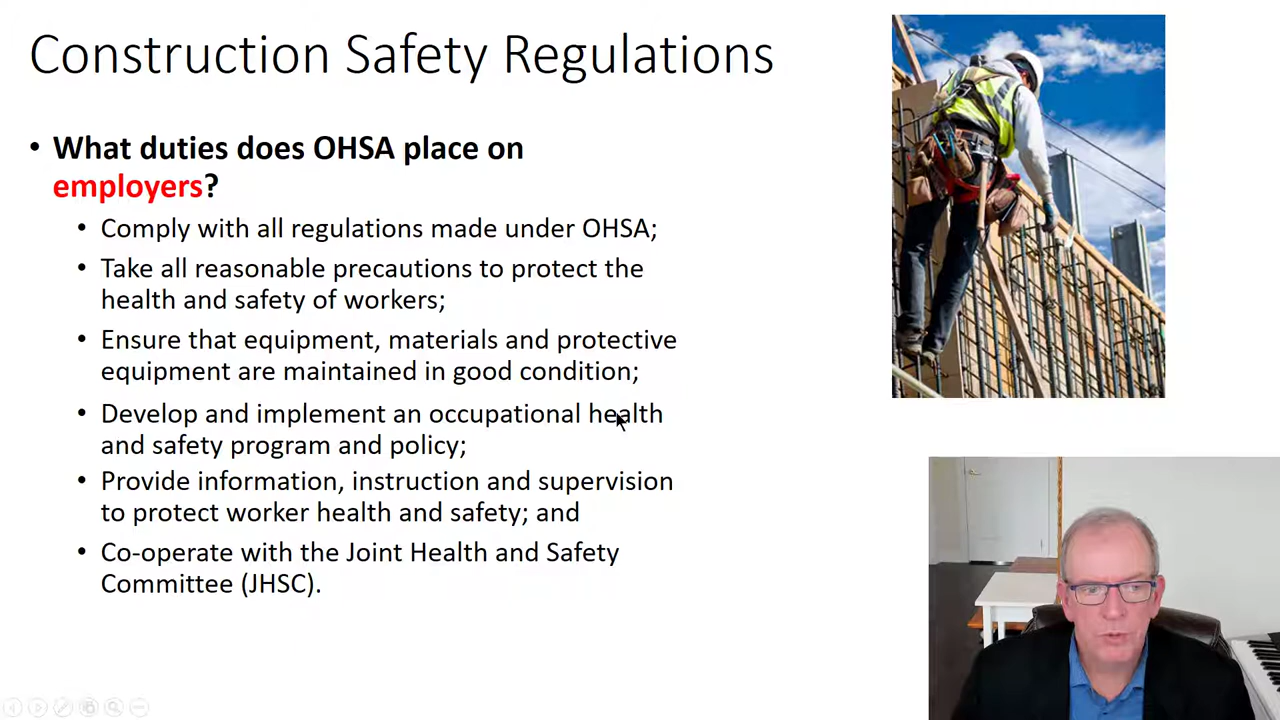 Construction Safety Regulations
• What duties does OHSA place on
employers?
• Comply with all regulations made under OHSA;
• Take all reasonable precautions to protect the
health and safety of workers;
• Ensure that equipment, materials and protective
equipment are maintained in good condition;
• Develop and implement an occupational health
and safety program and policy;
• Provide information, instruction and supervision
to protect worker health and safety; and
• Co-operate with the Joint Health and Safety
Committee (JHSC).